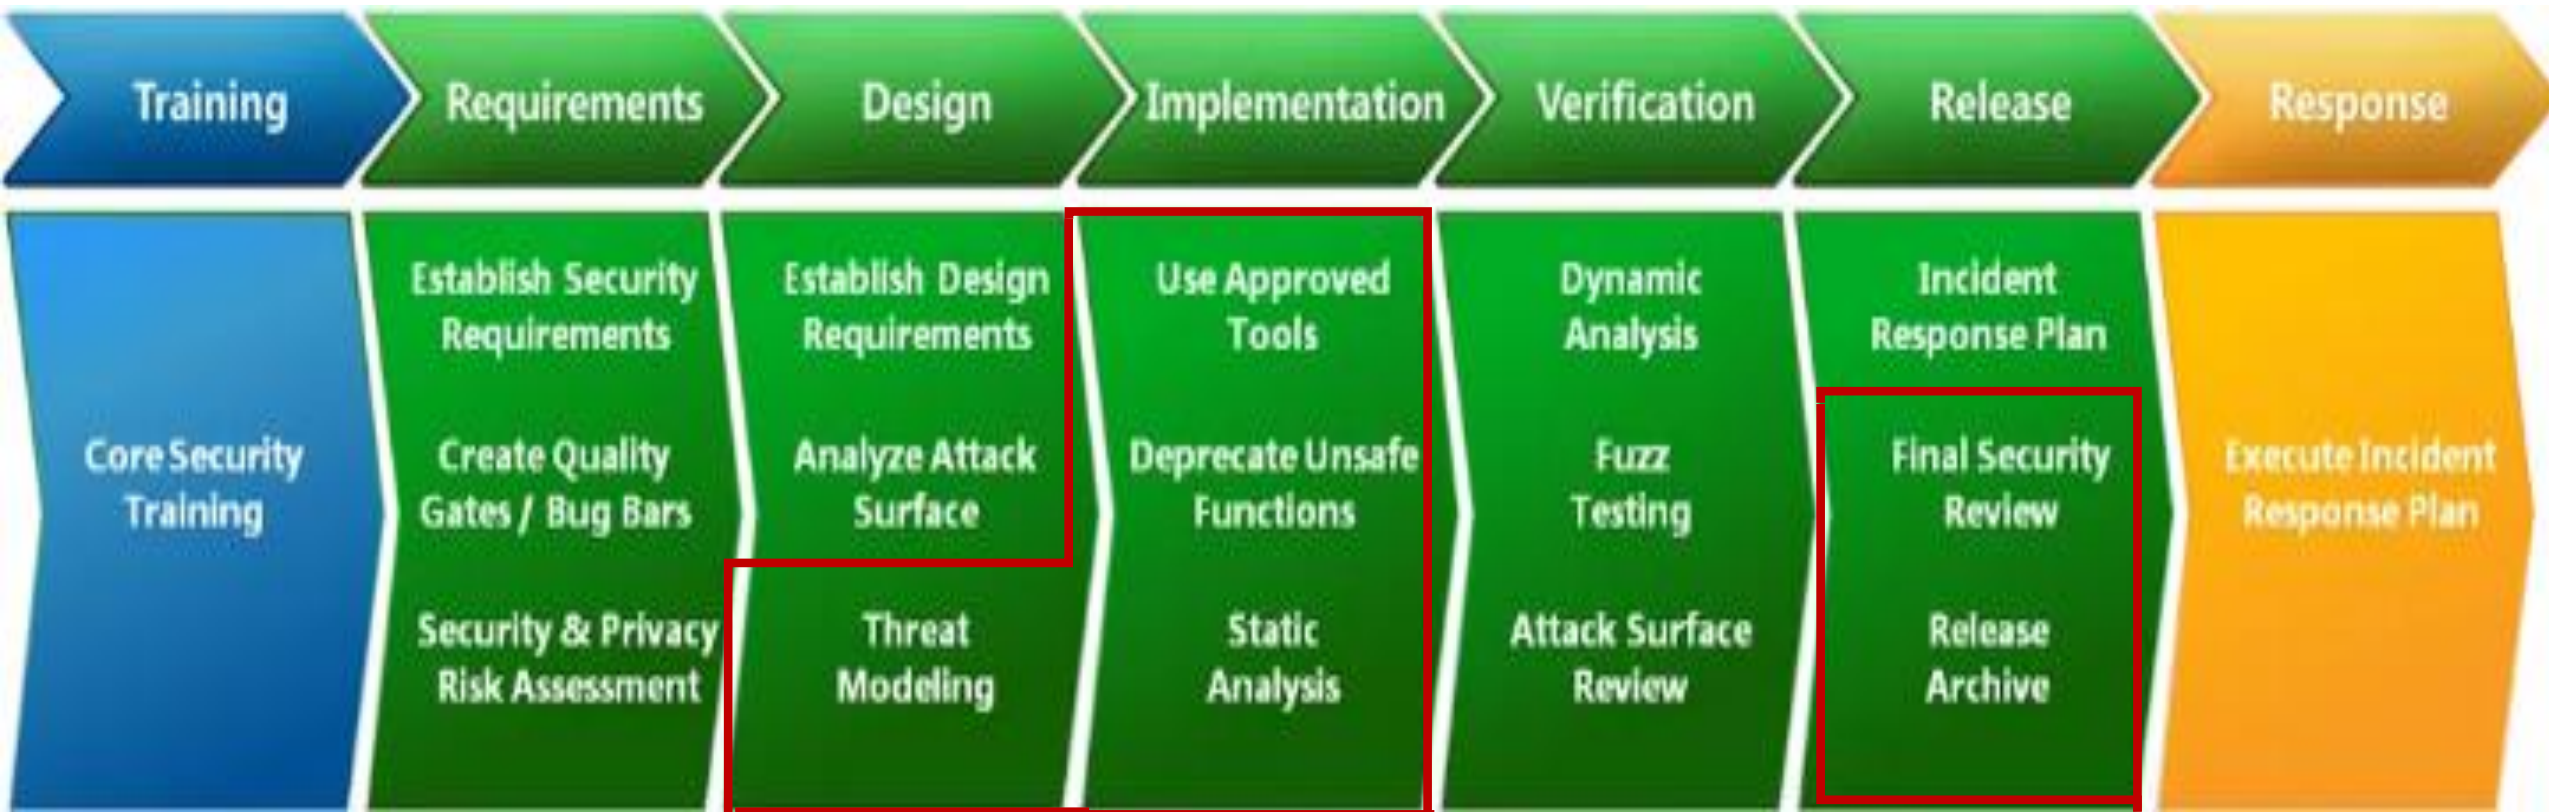 Training
Requirements
Design
Implementation
Verification
Release
Response
Core Security
Training
Establish Security
Requirements
Create Quality
Gates / Bug Bars
Security & Privacy
Risk Assessment
Establish Design
Requirements
Analyze Attack
Surface
Threat
Modeling
Use Approved
Tools
Deprecate Unsafe
Functions
Static
Analysis
Dynamic
Analysis
Fuzz
Testing
Attack Surface
Review
Incident
Response Plan
Final Security
Review
Release
Archive
Execute Incident
Response Plan